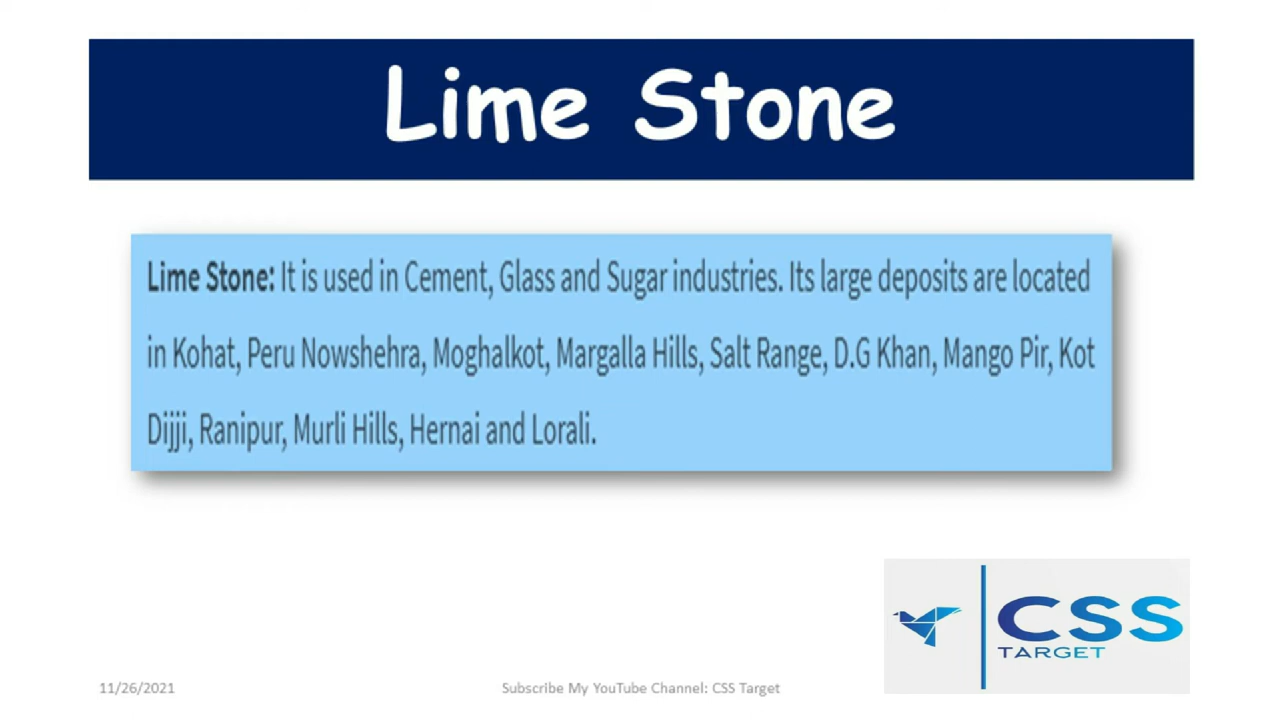 Lime Stone
Lime Stone: It is used in Cement, Glass and Sugar industries. Its large deposits are located
in Kohat, Peru Nowshehra, Moghalkot, Margalla Hills, Salt Range, D.G Khan, Mango Pir, Kot
Dijji, Ranipur, Murli Hills, Hernai and Lorali.
CSS
TARGET
11/26/2021
Subscribe My YouTube Channel: CSS Target